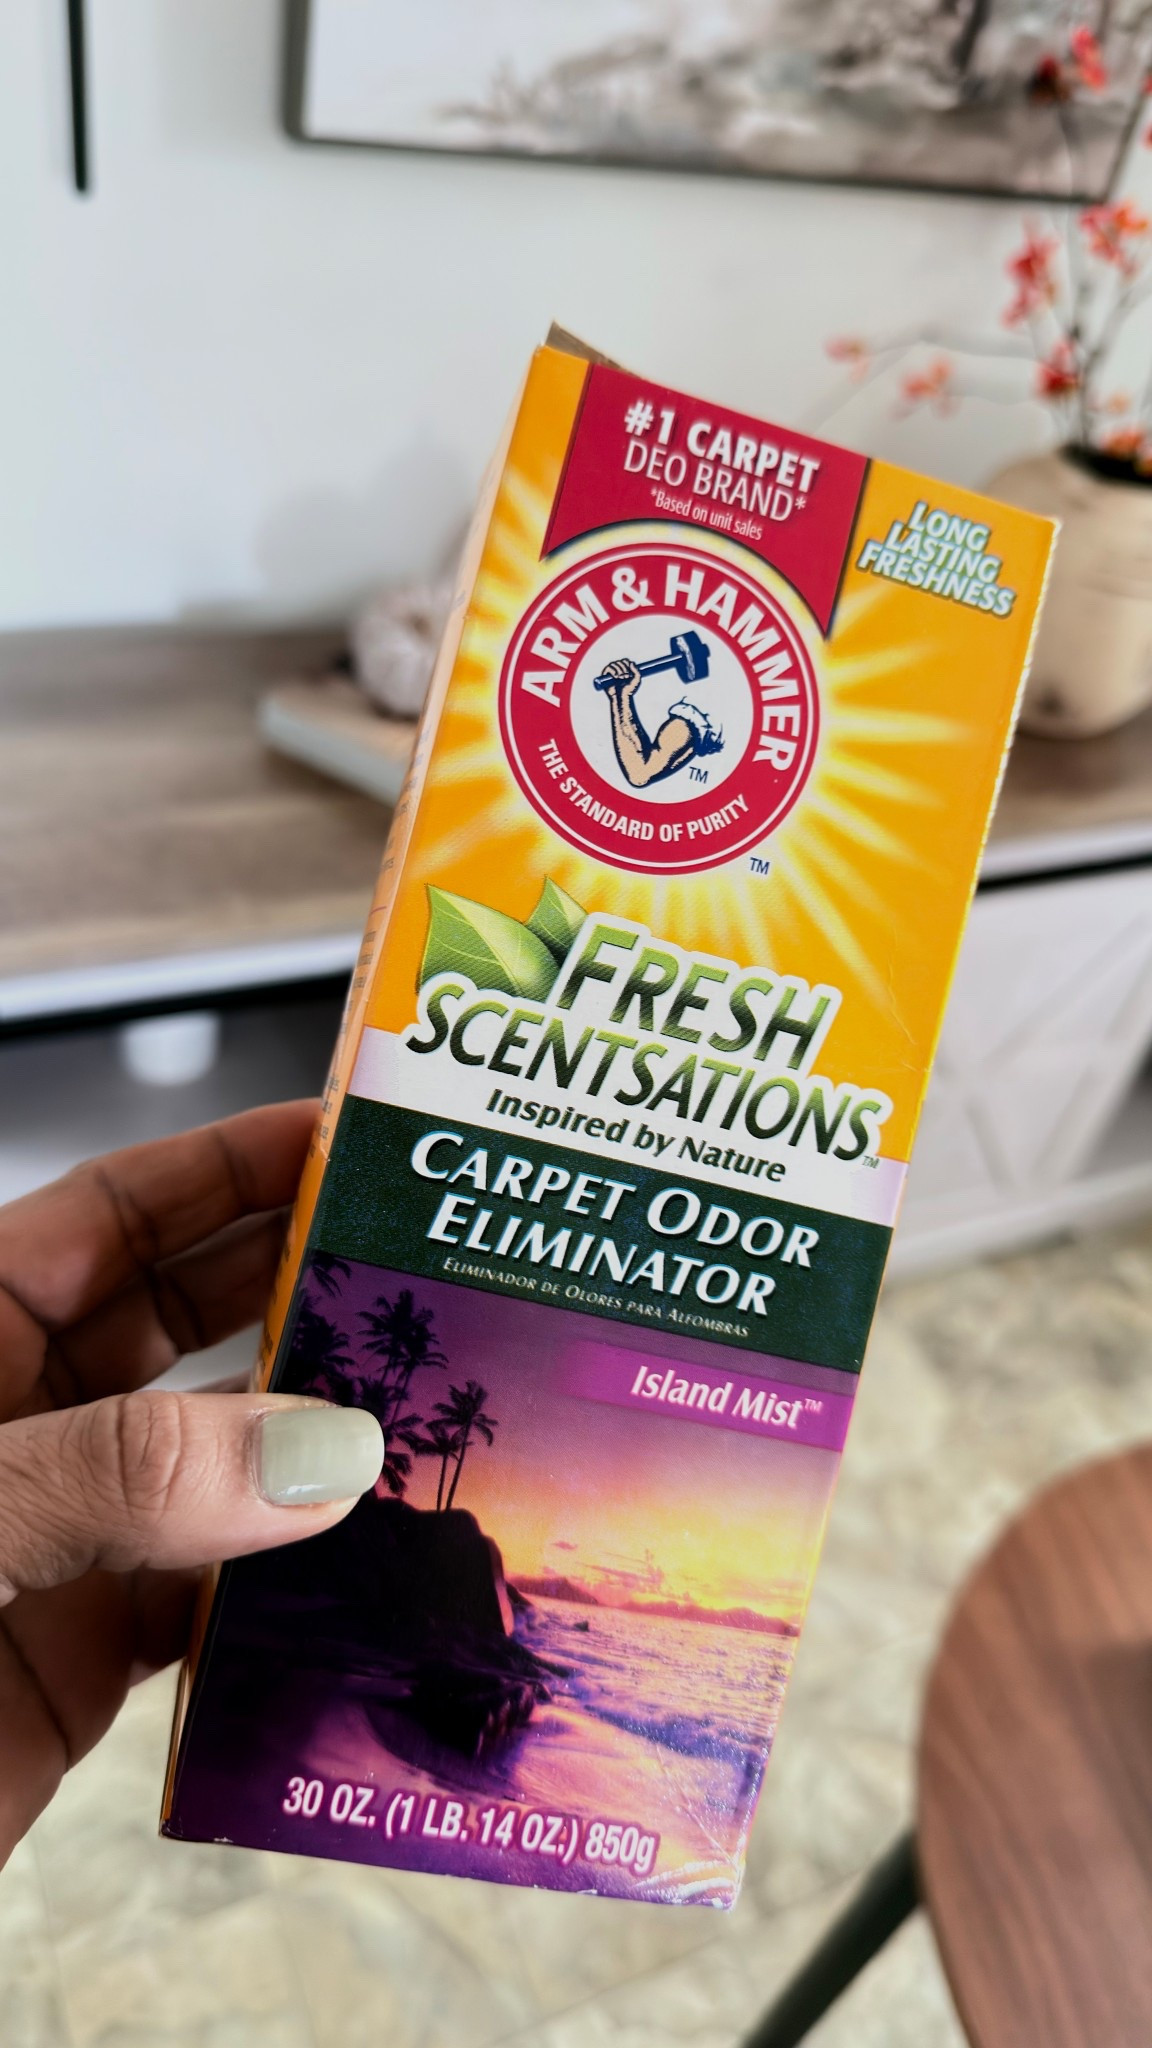 #1 CARPET
DEO BRAND*
*Based on unit sales
LONG
LASTING
FRESHNESS
ARM & HAMMER
TM
THE STANDARD OF PURITY
TM
FRESH
SCENTSATIONS™
Inspired by Nature
CARPET ODOR
ELIMINATOR
ELIMINADOR DE OLORES PARA ALFOMBRAS
Island Mist™
30 OZ. (1 LB. 14 OZ.) 850g